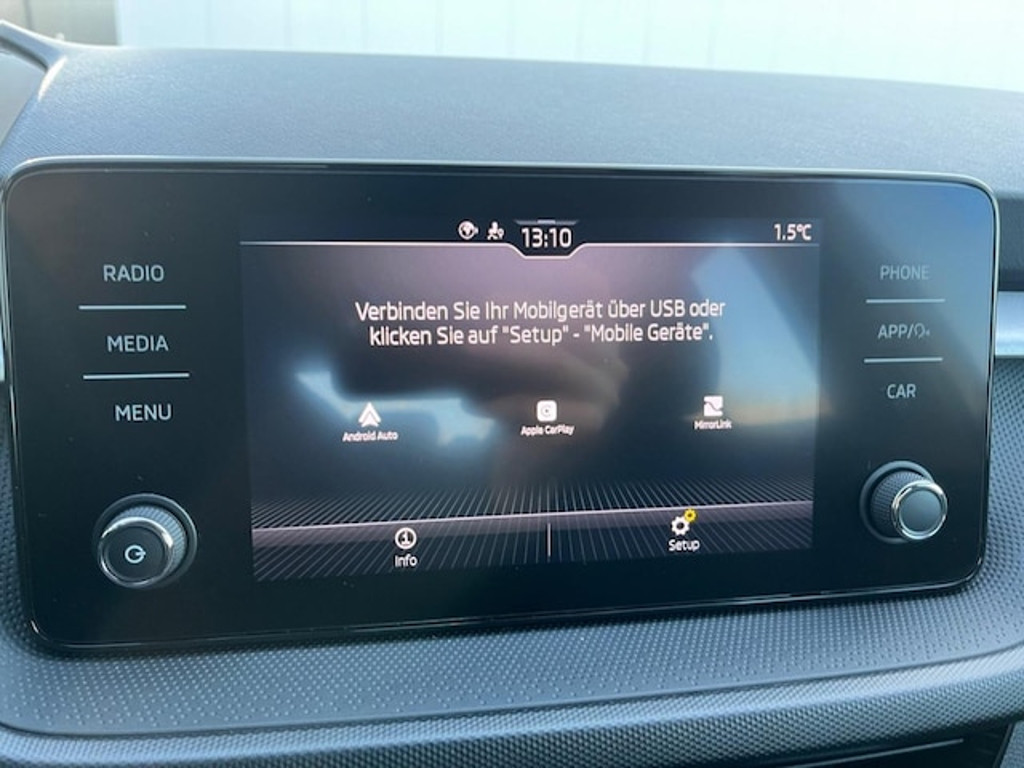 13:10
1.5°C
RADIO
MEDIA
MENU
Verbinden Sie Ihr Mobilgerät über USB oder
klicken Sie auf "Setup" - "Mobile Geräte".
Android Auto
Apple CarPlay
MirrorLink
Info
Setup
PHONE
APP/
CAR